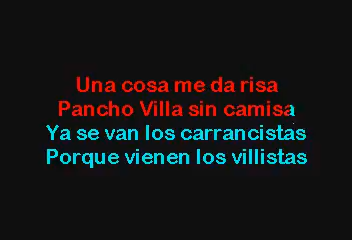 Una cosa me da risa
Pancho Villa sin camisa
Ya se van los carrancistas
Porque vienen los villistas